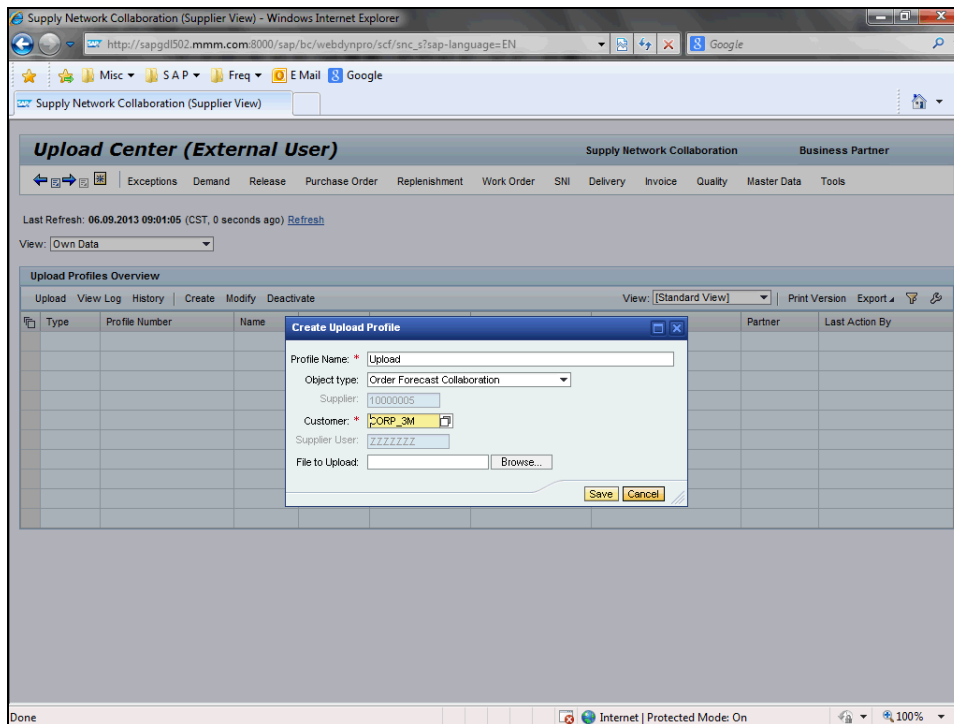 Supply Network Collaboration (Supplier View) - Windows Internet Explorer
http://sapgdl502.mmm.com:8000/sap/bc/webdynpro/scf/snc_s?sap-language=EN
Google
Misc SAP Freq E Mail Google
Supply Network Collaboration (Supplier View)
Upload Center (External User) Supply Network Collaboration Business Partner
Exceptions Demand Release Purchase Order Replenishment Work Order SNI Delivery Invoice Quality Master Data Tools
Last Refresh: 06.09.2013 09:01:05 (CST, 0 seconds ago) Refresh
View: Own Data
Upload Profiles Overview
Upload View Log History Create Modify Deactivate View: [Standard View] Print Version Export
Type Profile Number Name Partner Last Action By
Create Upload Profile
Profile Name: * Upload
Object type: Order Forecast Collaboration
Supplier: 10000005
Customer: * CORP_3M
Supplier User: ZZZZZZZ
File to Upload: Browse...
Save Cancel
Done Internet | Protected Mode: On 100%